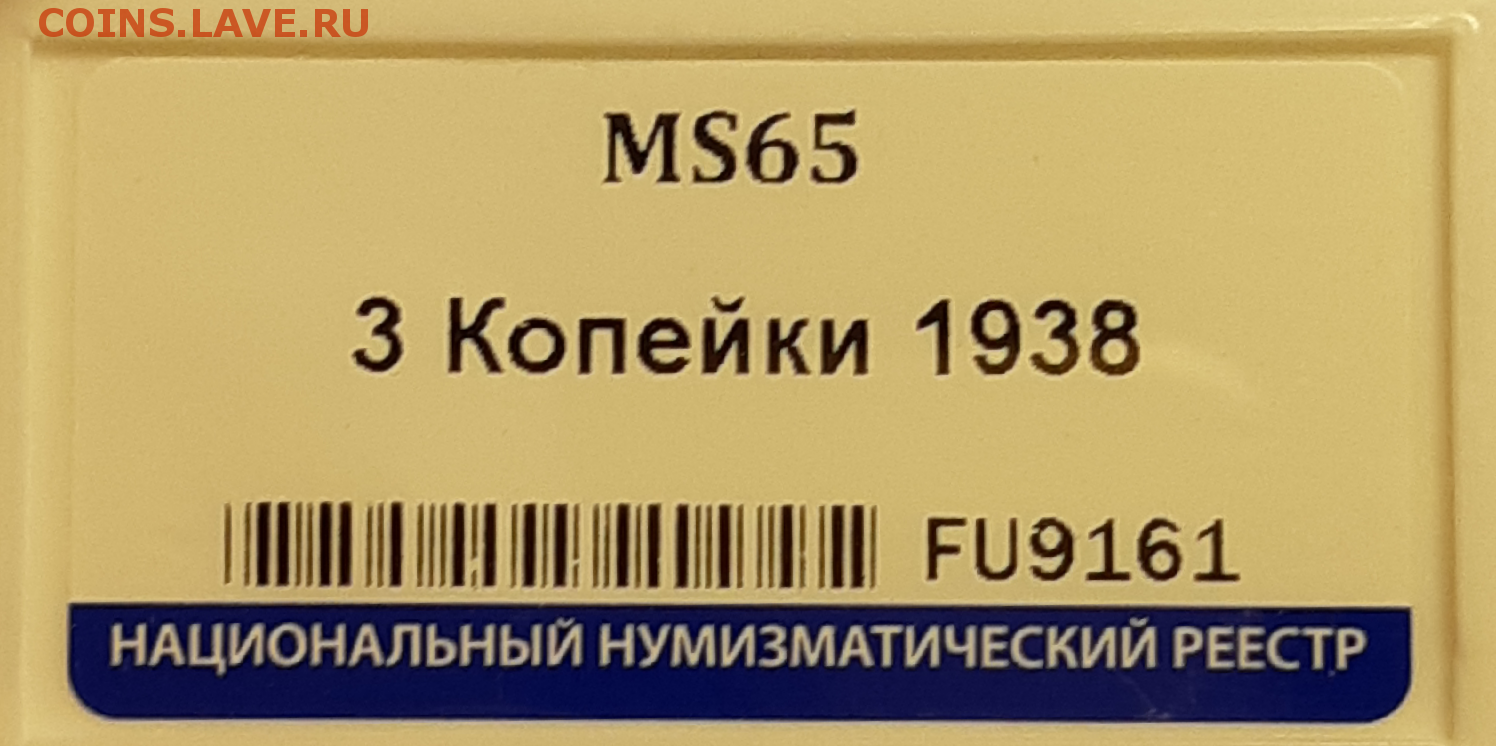 COINS.LAVE.RU
MS65
3 Копейки 1938
FU9161
НАЦИОНАЛЬНЫЙ НУМИЗМАТИЧЕСКИЙ РЕЕСТР